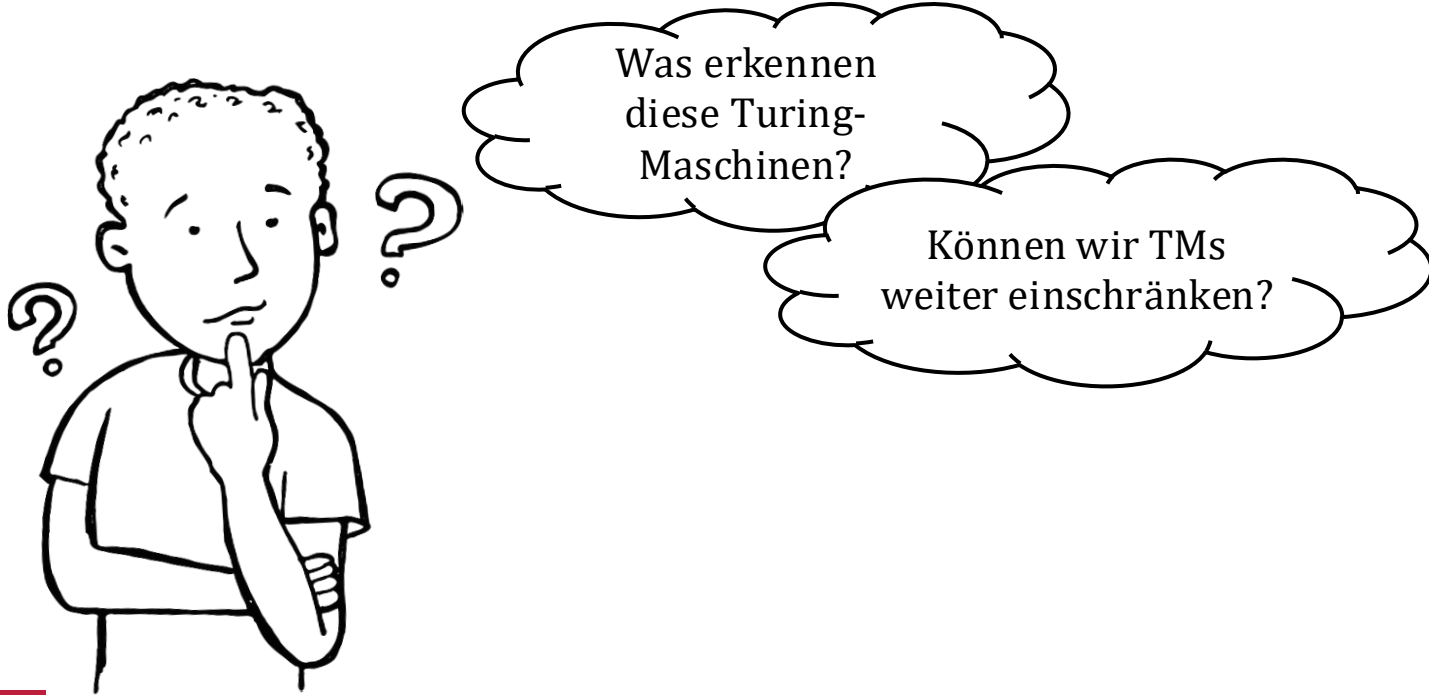 Was erkennen
diese Turing-
Maschinen?
Können wir TMs
weiter einschränken?